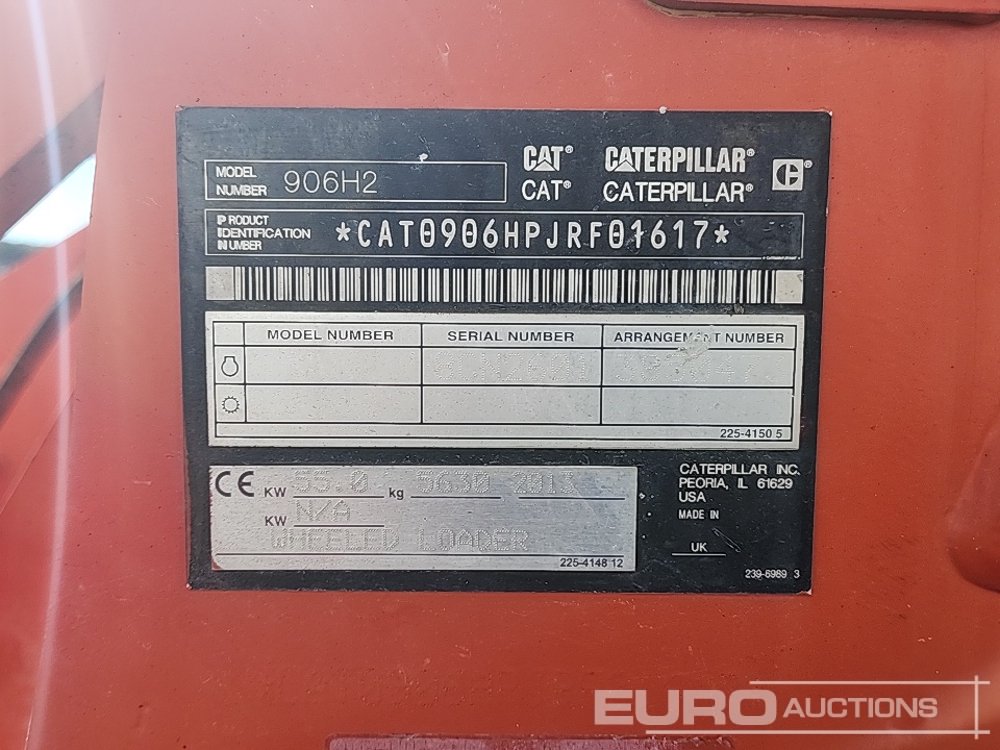 MODEL NUMBER 906H2
CAT® CATERPILLAR®
CAT® CATERPILLAR®
PRODUCT IDENTIFICATION NUMBER *CAT0906HPJRF01617*
MODEL NUMBER SERIAL NUMBER ARRANGEMENT NUMBER
225-4150 5
CE KW 55.0 kg 5630 2013
KW N/A
WHEELED LOADER
225-4148 12
CATERPILLAR INC.
PEORIA, IL 61629
USA
MADE IN
UK
239-6989 3
EURO AUCTIONS